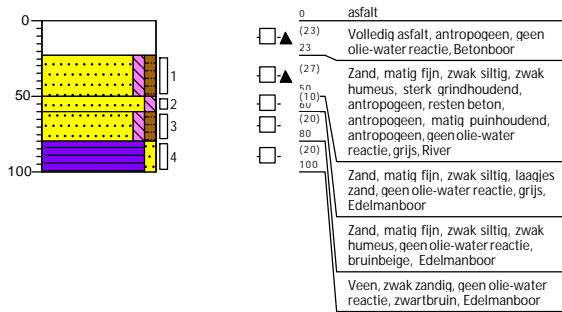 0
1
2
3
4
100
0
(23)
23
(27)
50
(10)
60
(20)
80
(20)
100
asfalt
Volledig asfalt, antropogeen, geen
olie-water reactie, Betonboor
Zand, matig fijn, zwak siltig, zwak
humeus, sterk grindhoudend,
antropogeen, resten beton,
antropogeen, matig puinhoudend,
antropogeen, geen olie-water
reactie, grijs, River
Zand, matig fijn, zwak siltig, laagjes
zand, geen olie-water reactie, grijs,
Edelmanboor
Zand, matig fijn, zwak siltig, zwak
humeus, geen olie-water reactie,
bruinbeige, Edelmanboor
Veen, zwak zandig, geen olie-water
reactie, zwartbruin, Edelmanboor